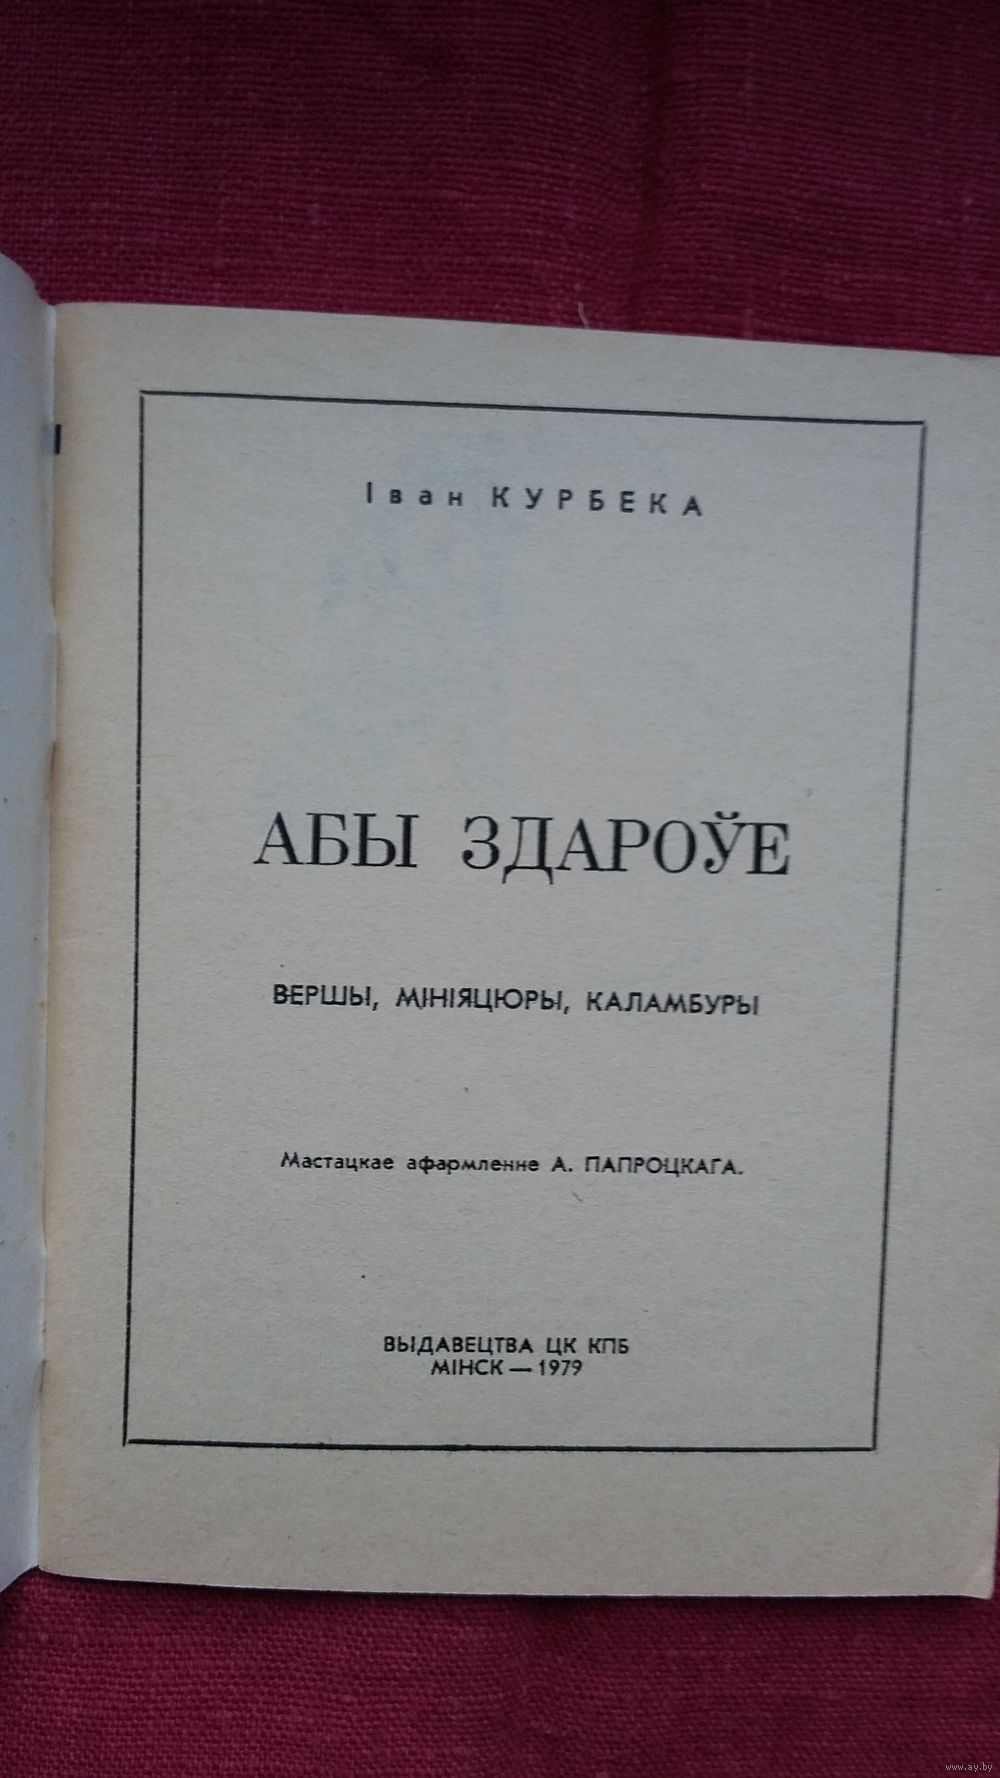 Іван КУРБЕКА
АБЫ ЗДАРОЎЕ
ВЕРШЫ, МІНІЯЦЮРЫ, КАЛАМБУРЫ
Мастацкае афармленне А. ПАПРОЦКАГА.
ВЫДАВЕЦТВА ЦК КПБ
МІНСК — 1979
www.ay.by